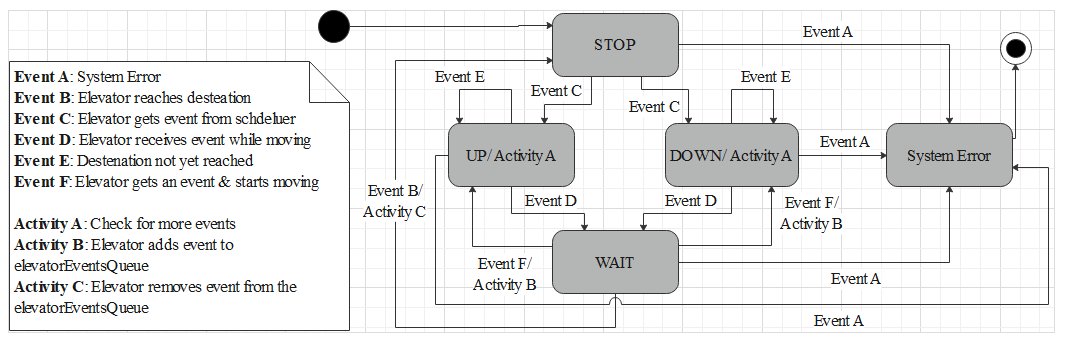 Event A: System Error
Event B: Elevator reaches desteation
Event C: Elevator gets event from schdeluer
Event D: Elevator receives event while moving
Event E: Destenation not yet reached
Event F: Elevator gets an event & starts moving
Activity A: Check for more events
Activity B: Elevator adds event to
elevatorEventsQueue
Activity C: Elevator removes event from the
elevatorEventsQueue
STOP
Event A
Event E
Event C
Event C
Event E
UP/ Activity A
DOWN/ Activity A
Event A
System Error
Event B/
Activity C
Event D
Event D
Event F/
Activity B
WAIT
Event F/
Activity B
Event A
Event A